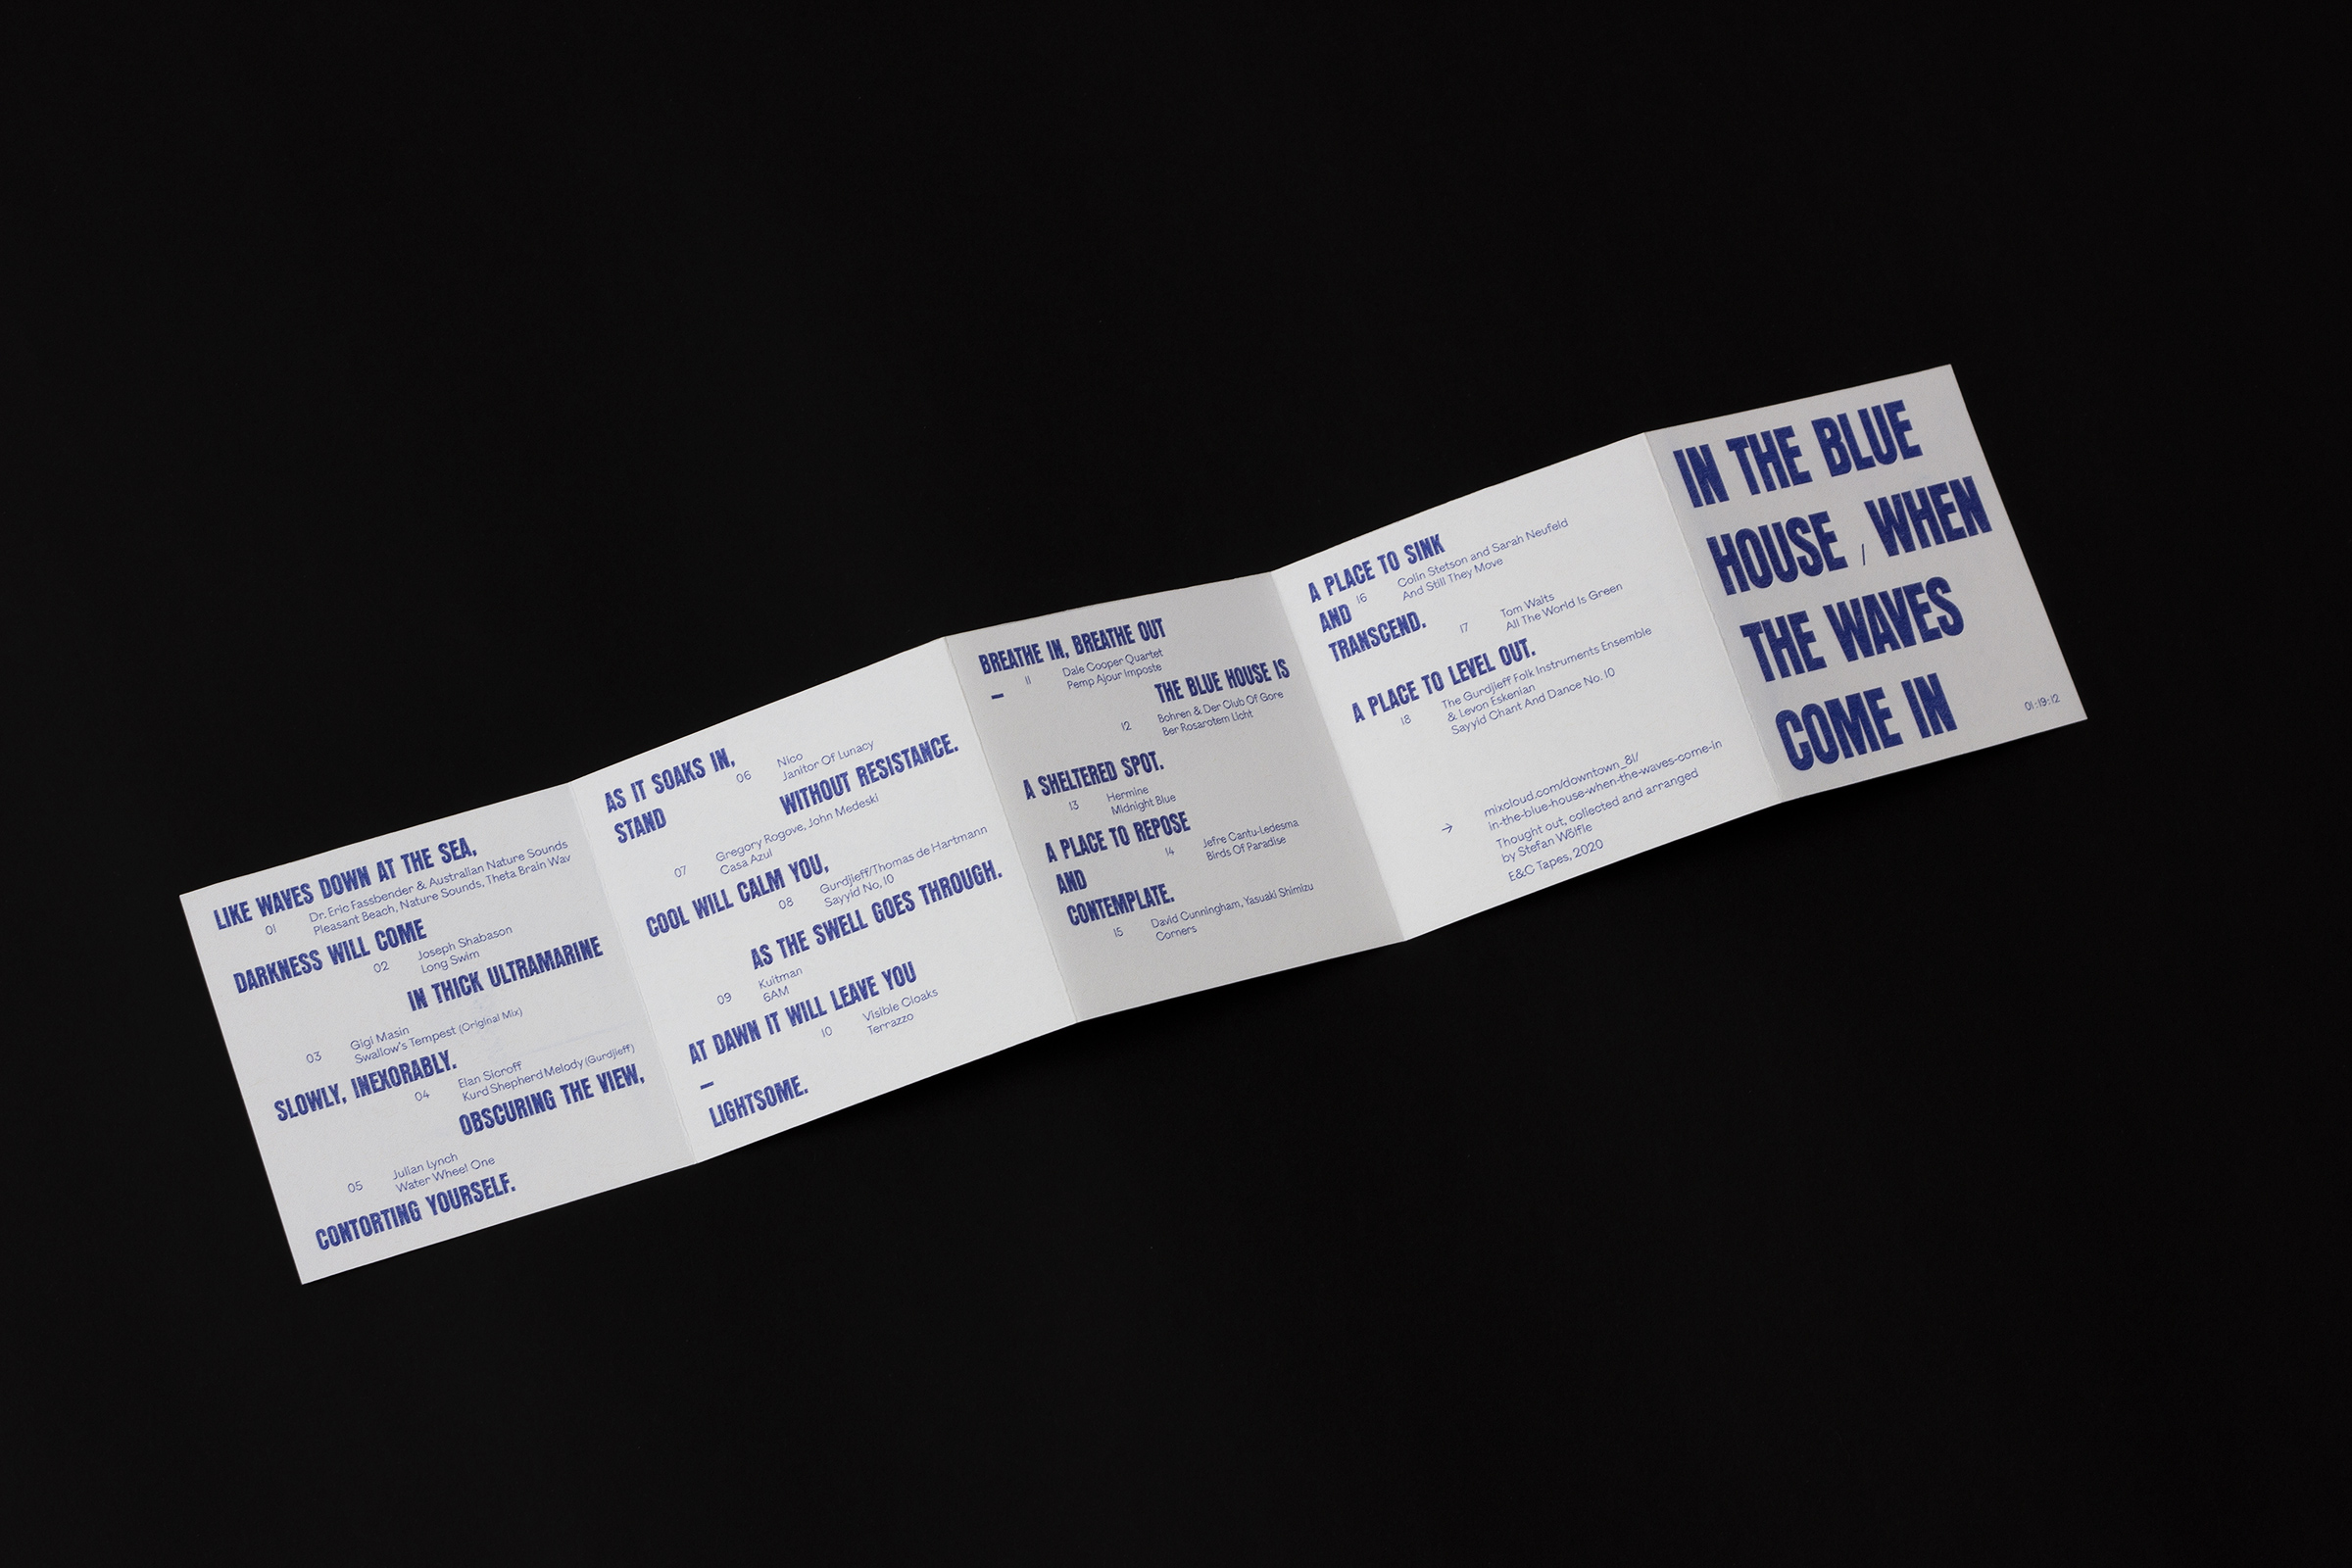 LIKE WAVES DOWN AT THE SEA,
01 Dr. Eric Fassbender & Australian Nature Sounds
Pleasant Beach, Nature Sounds, Theta Brain Wav
DARKNESS WILL COME
02 Joseph Shabason
Long Swim
IN THICK ULTRAMARINE
03 Gigi Masin
Swallow's Tempest (Original Mix)
SLOWLY, INEXORABLY.
04 Elan Sicroff
Kurd Shepherd Melody (Gurdjieff)
OBSCURING THE VIEW,
05 Julian Lynch
Water Wheel One
CONTORTING YOURSELF.
AS IT SOAKS IN,
06 Nico
Janitor Of Lunacy
STAND
WITHOUT RESISTANCE.
07 Gregory Rogove, John Medeski
Casa Azul
COOL WILL CALM YOU,
08 Gurdjieff/Thomas de Hartmann
Sayyid No, 10
AS THE SWELL GOES THROUGH.
09 Kuitman
6AM
AT DAWN IT WILL LEAVE YOU
10 Visible Cloaks
Terrazzo
–
LIGHTSOME.
BREATHE IN, BREATHE OUT
11 Dale Cooper Quartet
Pemp Ajour Imposte
–
THE BLUE HOUSE IS
12 Bohren & Der Club Of Gore
Ber Rosarotem Licht
A SHELTERED SPOT.
13 Hermine
Midnight Blue
A PLACE TO REPOSE
14 Jefre Cantu-Ledesma
Birds Of Paradise
AND
CONTEMPLATE.
15 David Cunningham, Yasuaki Shimizu
Corners
A PLACE TO SINK
16 Colin Stetson and Sarah Neufeld
And Still They Move
AND
TRANSCEND.
17 Tom Waits
All The World Is Green
A PLACE TO LEVEL OUT.
18 The Gurdjieff Folk Instruments Ensemble
& Levon Eskenian
Sayyid Chant And Dance No. 10
→ mixcloud.com/downtown_81/
in-the-blue-house-when-the-waves-come-in
Thought out, collected and arranged
by Stefan Wölfle
E&C Tapes, 2020
IN THE BLUE
HOUSE / WHEN
THE WAVES
COME IN
01:19:12